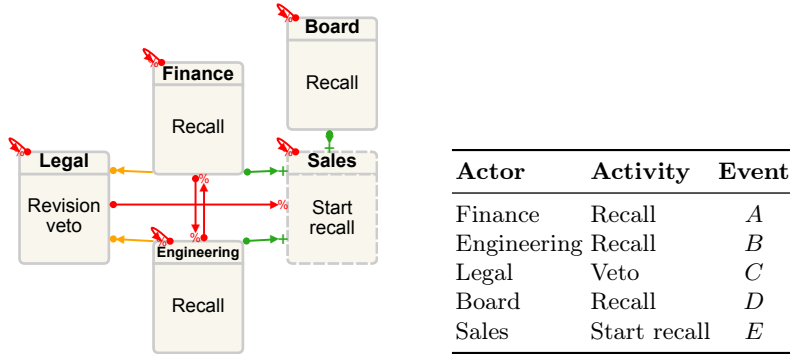 Board
Recall
Finance
Recall
Legal
Revision
veto
Sales
Start
recall
Engineering
Recall
%
%
%
%
%
%
%
%
+
+
+
Actor Activity Event
Finance Recall A
Engineering Recall B
Legal Veto C
Board Recall D
Sales Start recall E